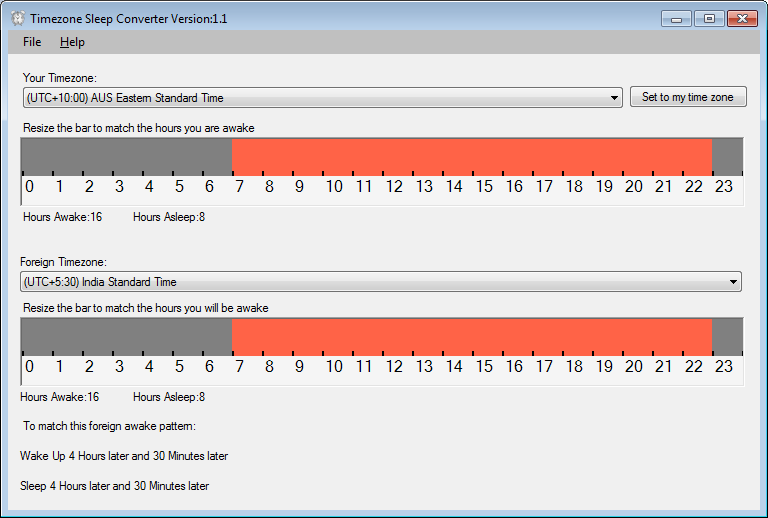 Timezone Sleep Converter Version:1.1
File Help
Your Timezone:
(UTC+10:00) AUS Eastern Standard Time Set to my time zone
Resize the bar to match the hours you are awake
0 1 2 3 4 5 6 7 8 9 10 11 12 13 14 15 16 17 18 19 20 21 22 23
Hours Awake:16 Hours Asleep:8
Foreign Timezone:
(UTC+5:30) India Standard Time
Resize the bar to match the hours you will be awake
0 1 2 3 4 5 6 7 8 9 10 11 12 13 14 15 16 17 18 19 20 21 22 23
Hours Awake:16 Hours Asleep:8
To match this foreign awake pattern:
Wake Up 4 Hours later and 30 Minutes later
Sleep 4 Hours later and 30 Minutes later